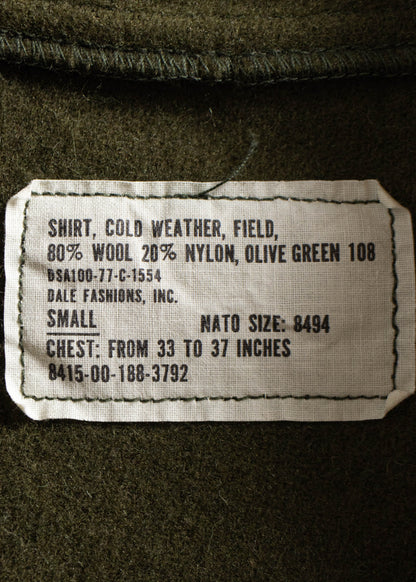 SHIRT, COLD WEATHER, FIELD,
80% WOOL 20% NYLON, OLIVE GREEN 108
DSA100-77-C-1554
DALE FASHIONS, INC.
SMALL NATO SIZE: 8494
CHEST: FROM 33 TO 37 INCHES
8415-00-188-3792